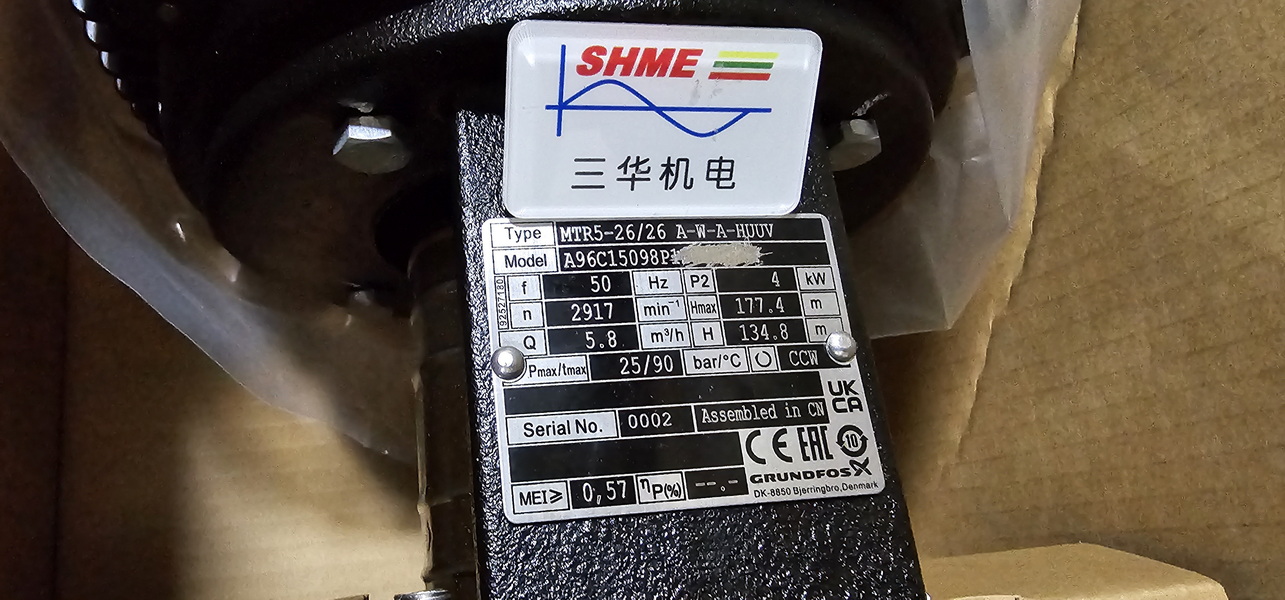 SHME
三华机电
Type MTR5-26/26 A-W-A-HUUV
Model A96C15098P1
92527180
f 50 Hz P2 4 kW
n 2917 min⁻¹ Hmax 177.4 m
Q 5.8 m³/h H 134.8 m
Pmax/tmax 25/90 bar/°C CCW
UK
CA
Serial No. 0002 Assembled in CN
CE EAC 10
GRUNDFOS
MEI≥ 0,57 ηP(%) --.-
DK-8850 Bjerringbro, Denmark